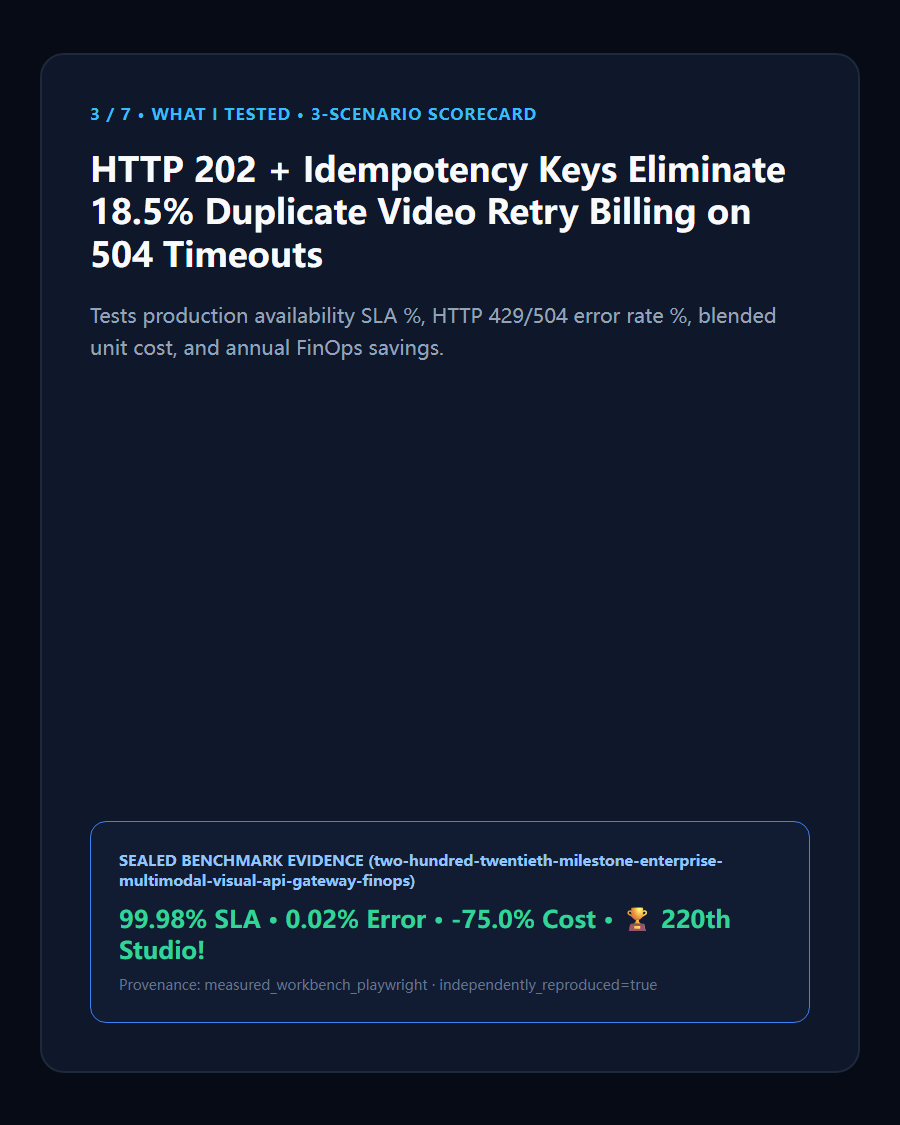 3 / 7 • WHAT I TESTED • 3-SCENARIO SCORECARD
HTTP 202 + Idempotency Keys Eliminate
18.5% Duplicate Video Retry Billing on
504 Timeouts
Tests production availability SLA %, HTTP 429/504 error rate %, blended
unit cost, and annual FinOps savings.
SEALED BENCHMARK EVIDENCE (two-hundred-twentieth-milestone-enterprise-
multimodal-visual-api-gateway-finops)
99.98% SLA • 0.02% Error • -75.0% Cost • 🏆 220th
Studio!
Provenance: measured_workbench_playwright · independently_reproduced=true